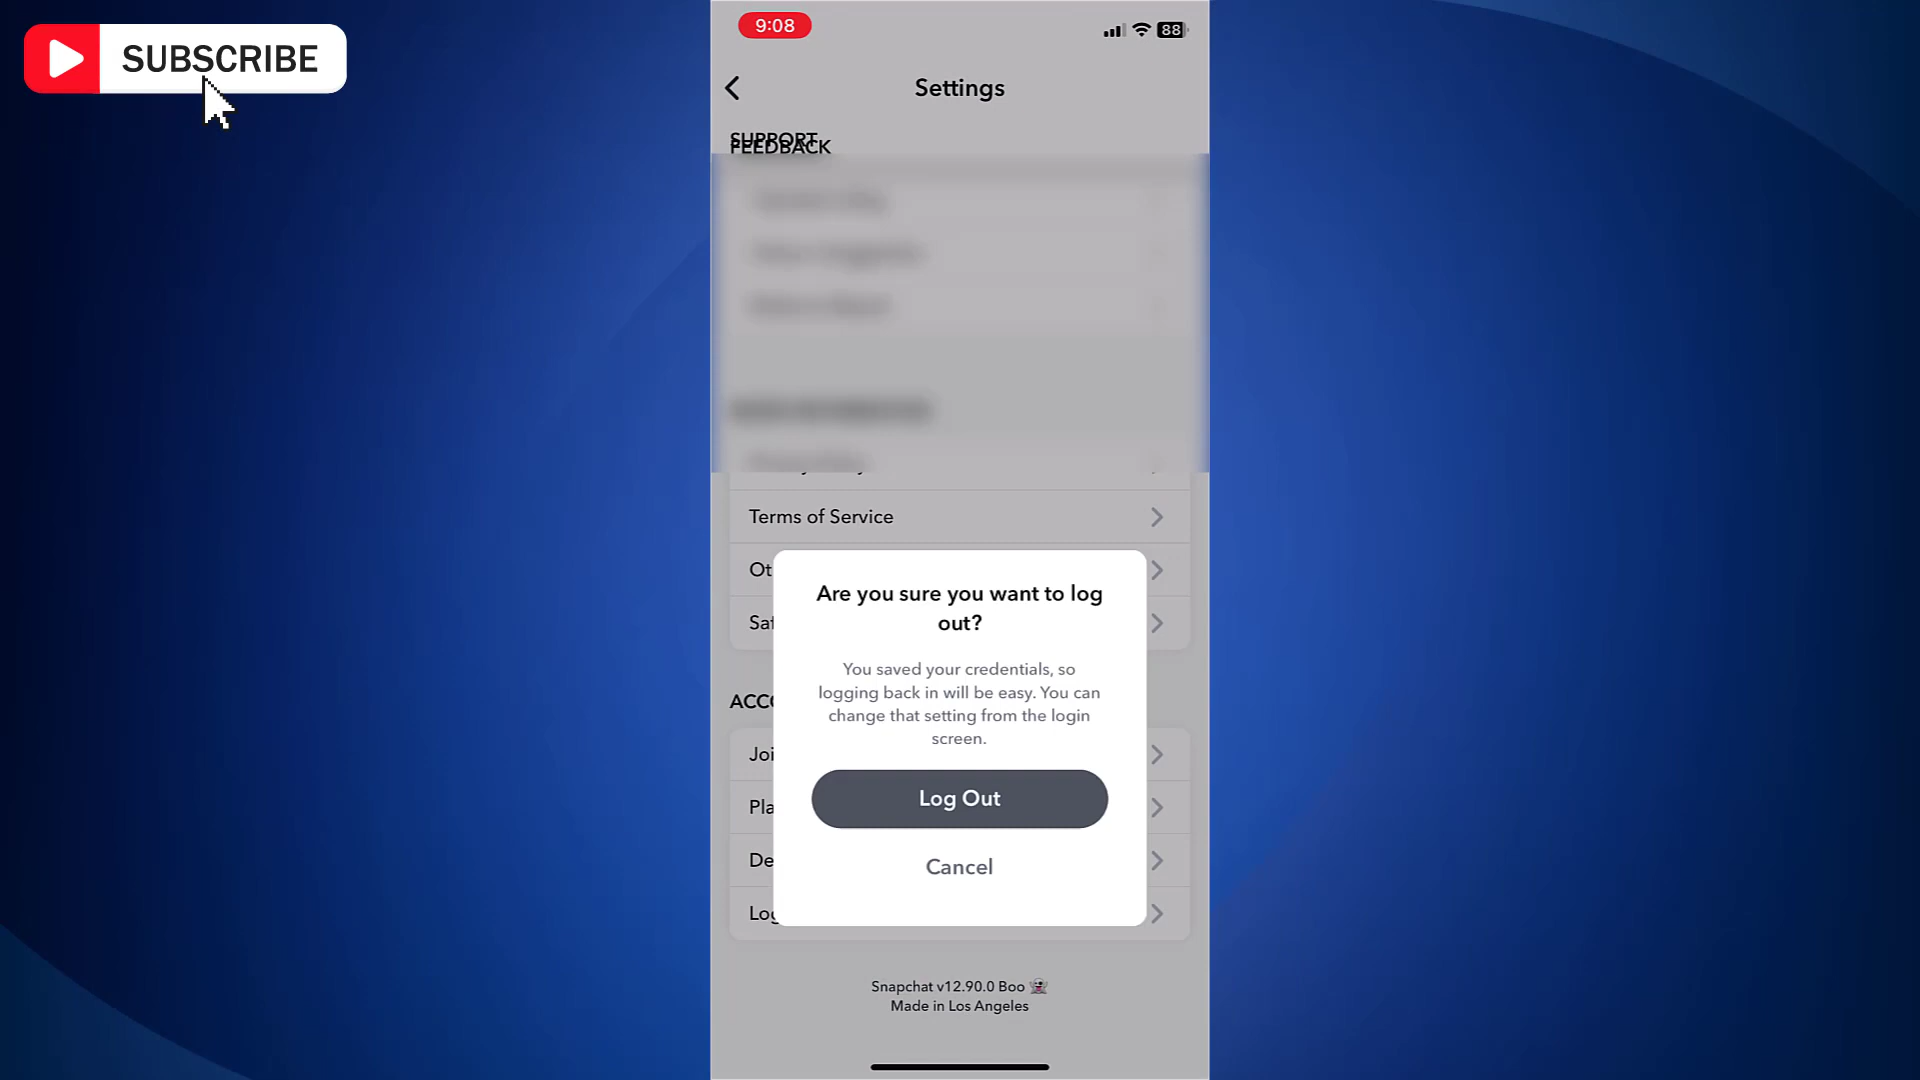 SUBSCRIBE
9:08
88
Settings
SUPPORT
FEEDBACK
Terms of Service
Ot
Saf
Are you sure you want to log
out?
You saved your credentials, so
logging back in will be easy. You can
change that setting from the login
screen.
ACCO
Joi
Pla
Log Out
De
Cancel
Log
Snapchat v12.90.0 Boo 👻
Made in Los Angeles